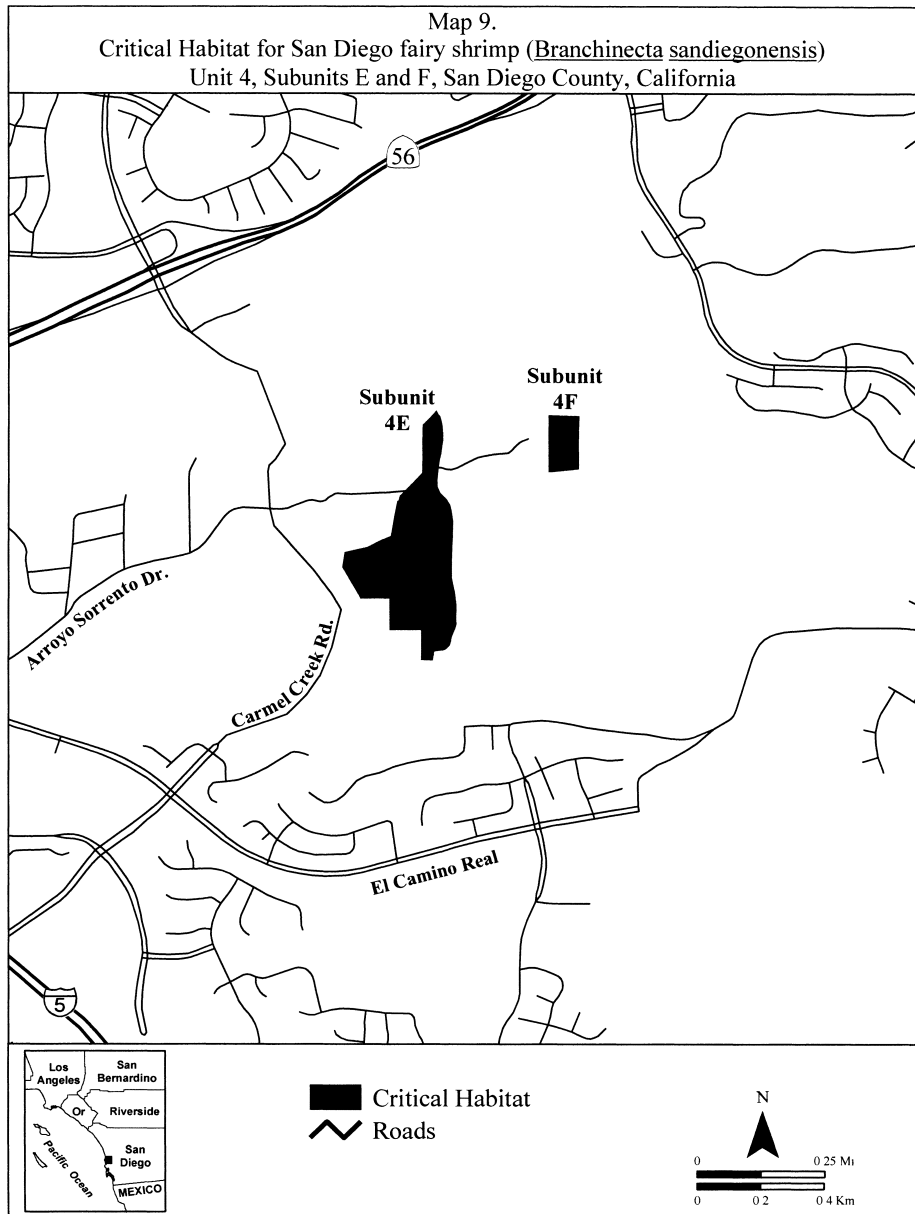 Map 9.
Critical Habitat for San Diego fairy shrimp (Branchinecta sandiegonensis)
Unit 4, Subunits E and F, San Diego County, California
56
Subunit
4E
Subunit
4F
Arroyo Sorrento Dr.
Carmel Creek Rd.
El Camino Real
5
Los
Angeles
San
Bernardino
Or
Riverside
San
Diego
Pacific Ocean
MEXICO
Critical Habitat
Roads
N
0 0 25 Mi
0 0 2 0 4 Km